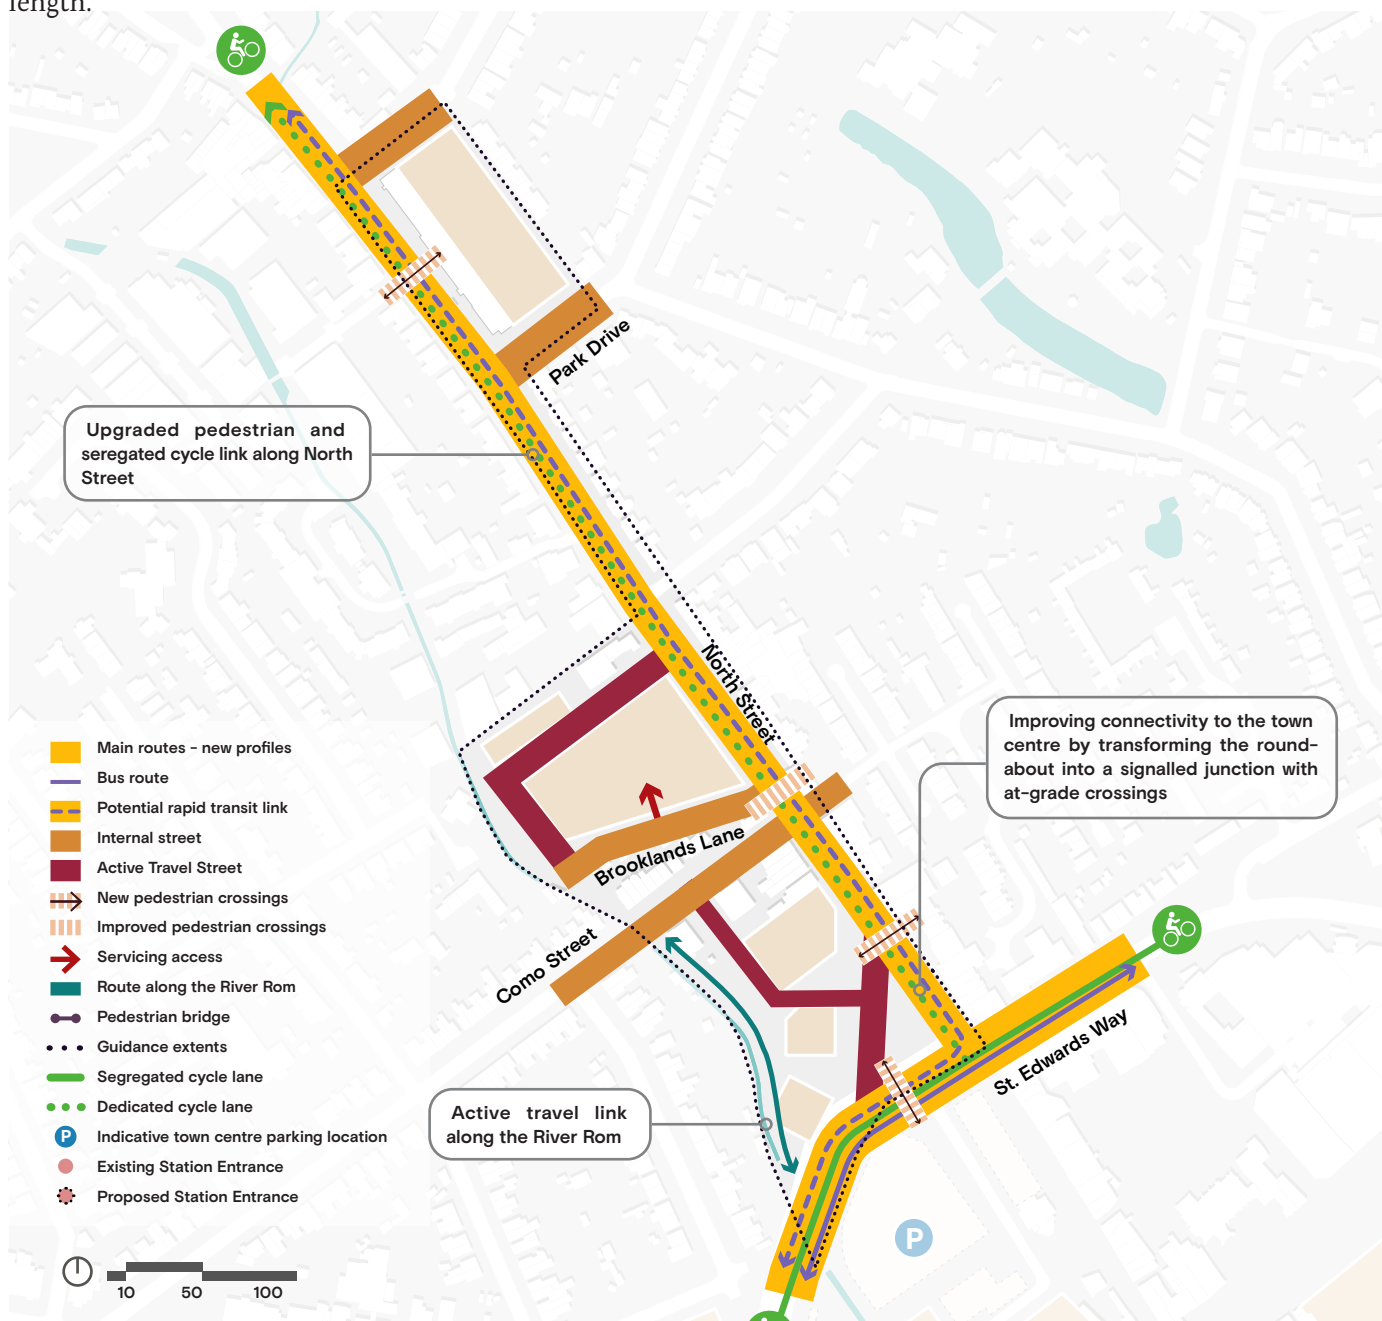 length.
Park Drive
Upgraded pedestrian and
seregated cycle link along North
Street
North Street
Improving connectivity to the town
centre by transforming the round-
about into a signalled junction with
at-grade crossings
Brooklands Lane
Como Street
St. Edwards Way
Active travel link
along the River Rom
P
Main routes - new profiles
Bus route
Potential rapid transit link
Internal street
Active Travel Street
New pedestrian crossings
Improved pedestrian crossings
Servicing access
Route along the River Rom
Pedestrian bridge
Guidance extents
Segregated cycle lane
Dedicated cycle lane
P Indicative town centre parking location
Existing Station Entrance
Proposed Station Entrance
10 50 100